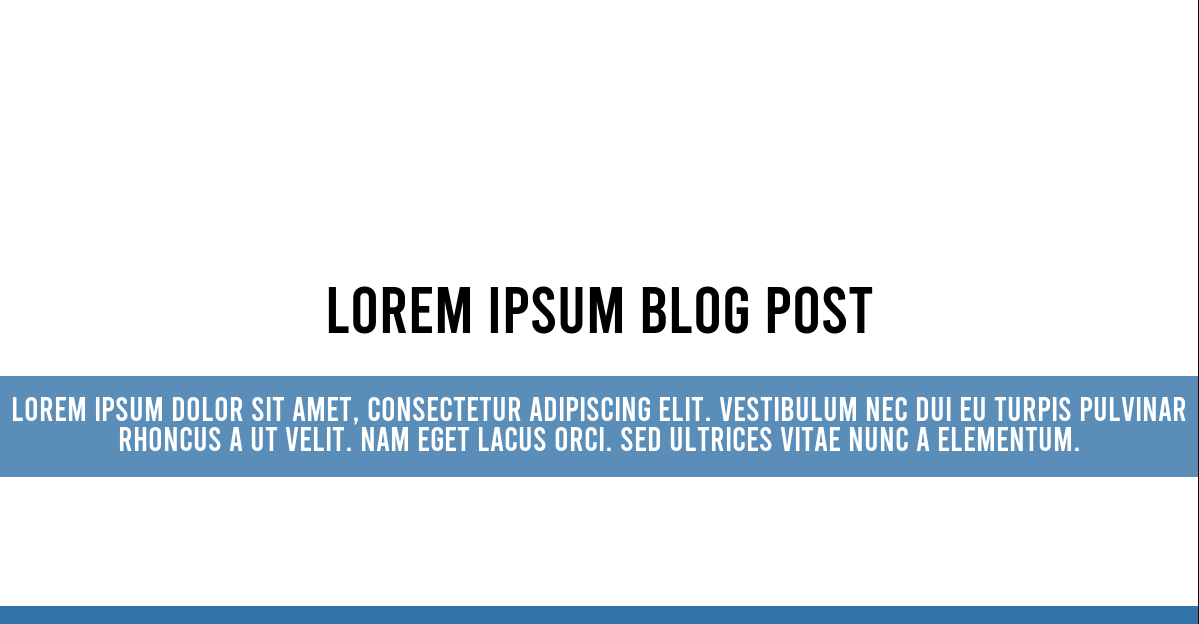 LOREM IPSUM BLOG POST
LOREM IPSUM DOLOR SIT AMET, CONSECTETUR ADIPISCING ELIT. VESTIBULUM NEC DUI EU TURPIS PULVINAR
RHONCUS A UT VELIT. NAM EGET LACUS ORCI. SED ULTRICES VITAE NUNC A ELEMENTUM.